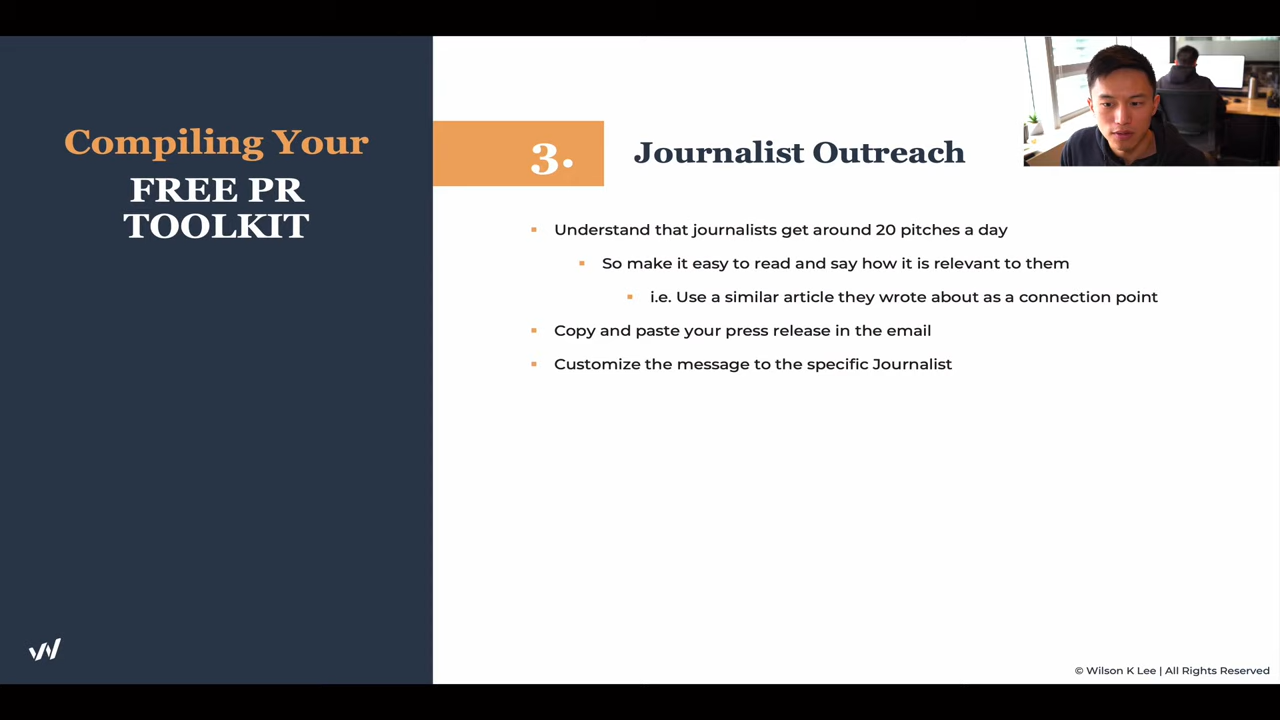 Compiling Your
FREE PR
TOOLKIT
3.
Journalist Outreach
Understand that journalists get around 20 pitches a day
So make it easy to read and say how it is relevant to them
i.e. Use a similar article they wrote about as a connection point
Copy and paste your press release in the email
Customize the message to the specific Journalist
© Wilson K Lee | All Rights Reserved